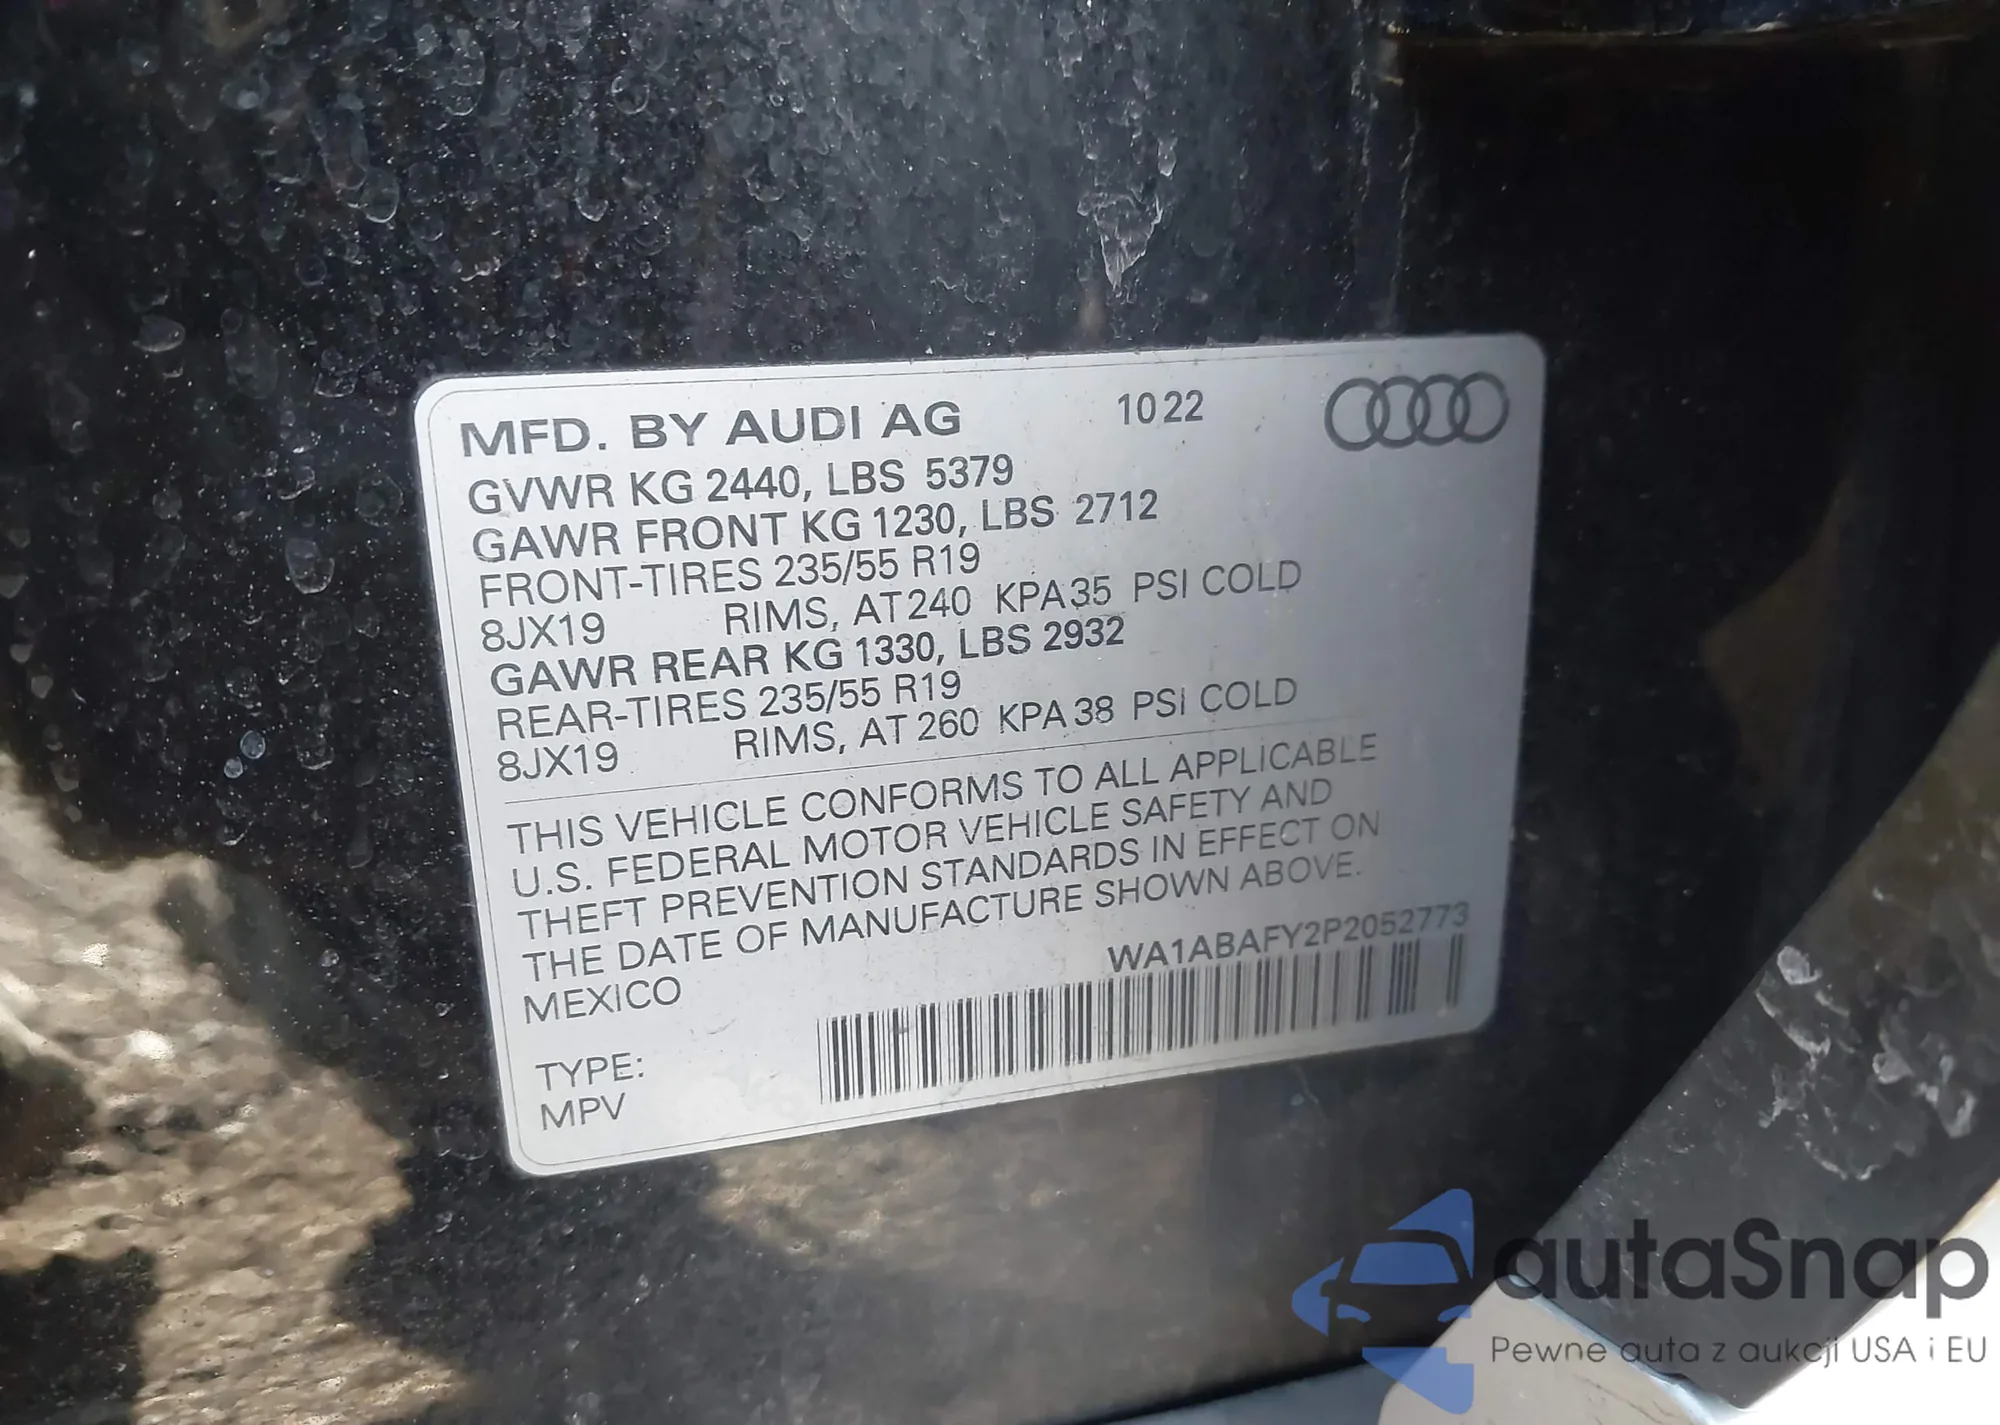 MFD. BY AUDI AG 10 22
GVWR KG 2440, LBS 5379
GAWR FRONT KG 1230, LBS 2712
FRONT-TIRES 235/55 R19
8JX19 RIMS, AT 240 KPA 35 PSI COLD
GAWR REAR KG 1330, LBS 2932
REAR-TIRES 235/55 R19
8JX19 RIMS, AT 260 KPA 38 PSI COLD
THIS VEHICLE CONFORMS TO ALL APPLICABLE
U.S. FEDERAL MOTOR VEHICLE SAFETY AND
THEFT PREVENTION STANDARDS IN EFFECT ON
THE DATE OF MANUFACTURE SHOWN ABOVE.
MEXICO WA1ABAFY2P2052773
TYPE:
MPV
autaSnap
Pewne auta z aukcji USA i EU